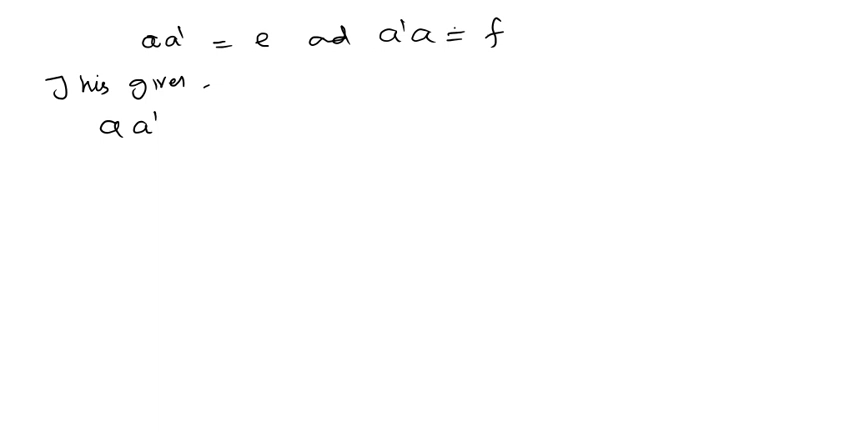 aa' = e ad a'a = f
This gives.
aa'